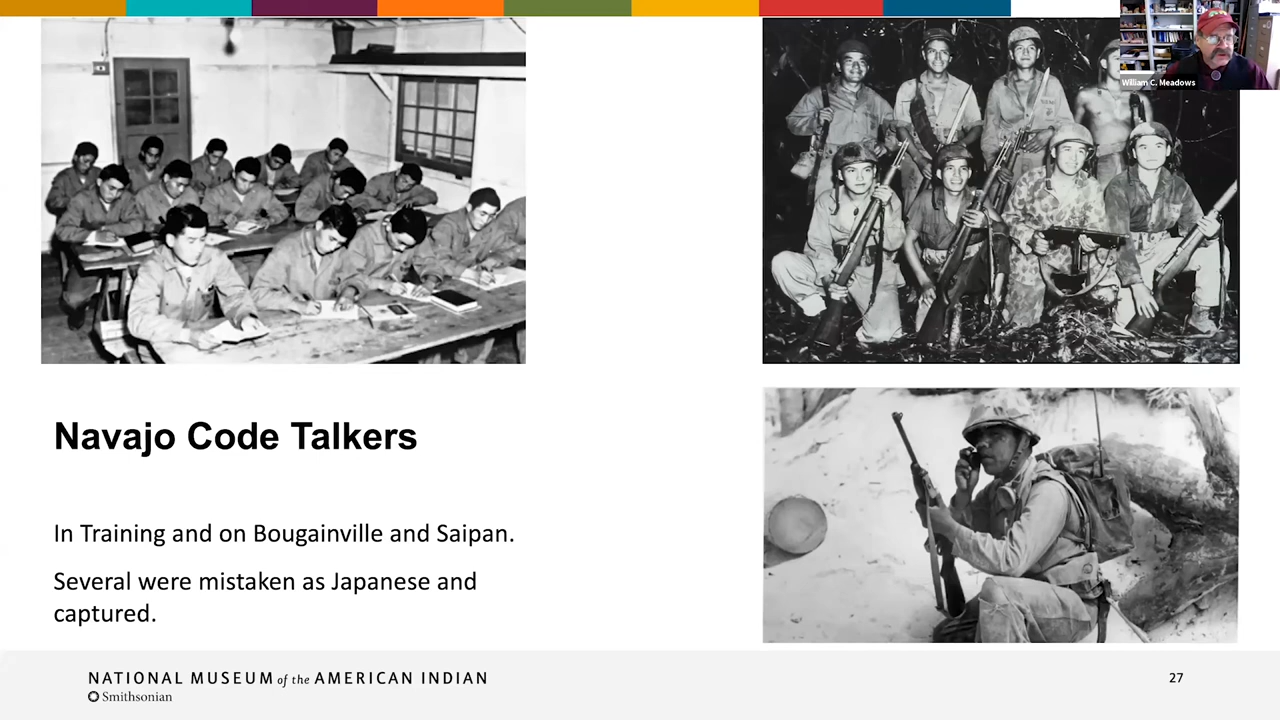 William C. Meadows
Navajo Code Talkers
In Training and on Bougainville and Saipan.
Several were mistaken as Japanese and
captured.
NATIONAL MUSEUM of the AMERICAN INDIAN
Smithsonian
27